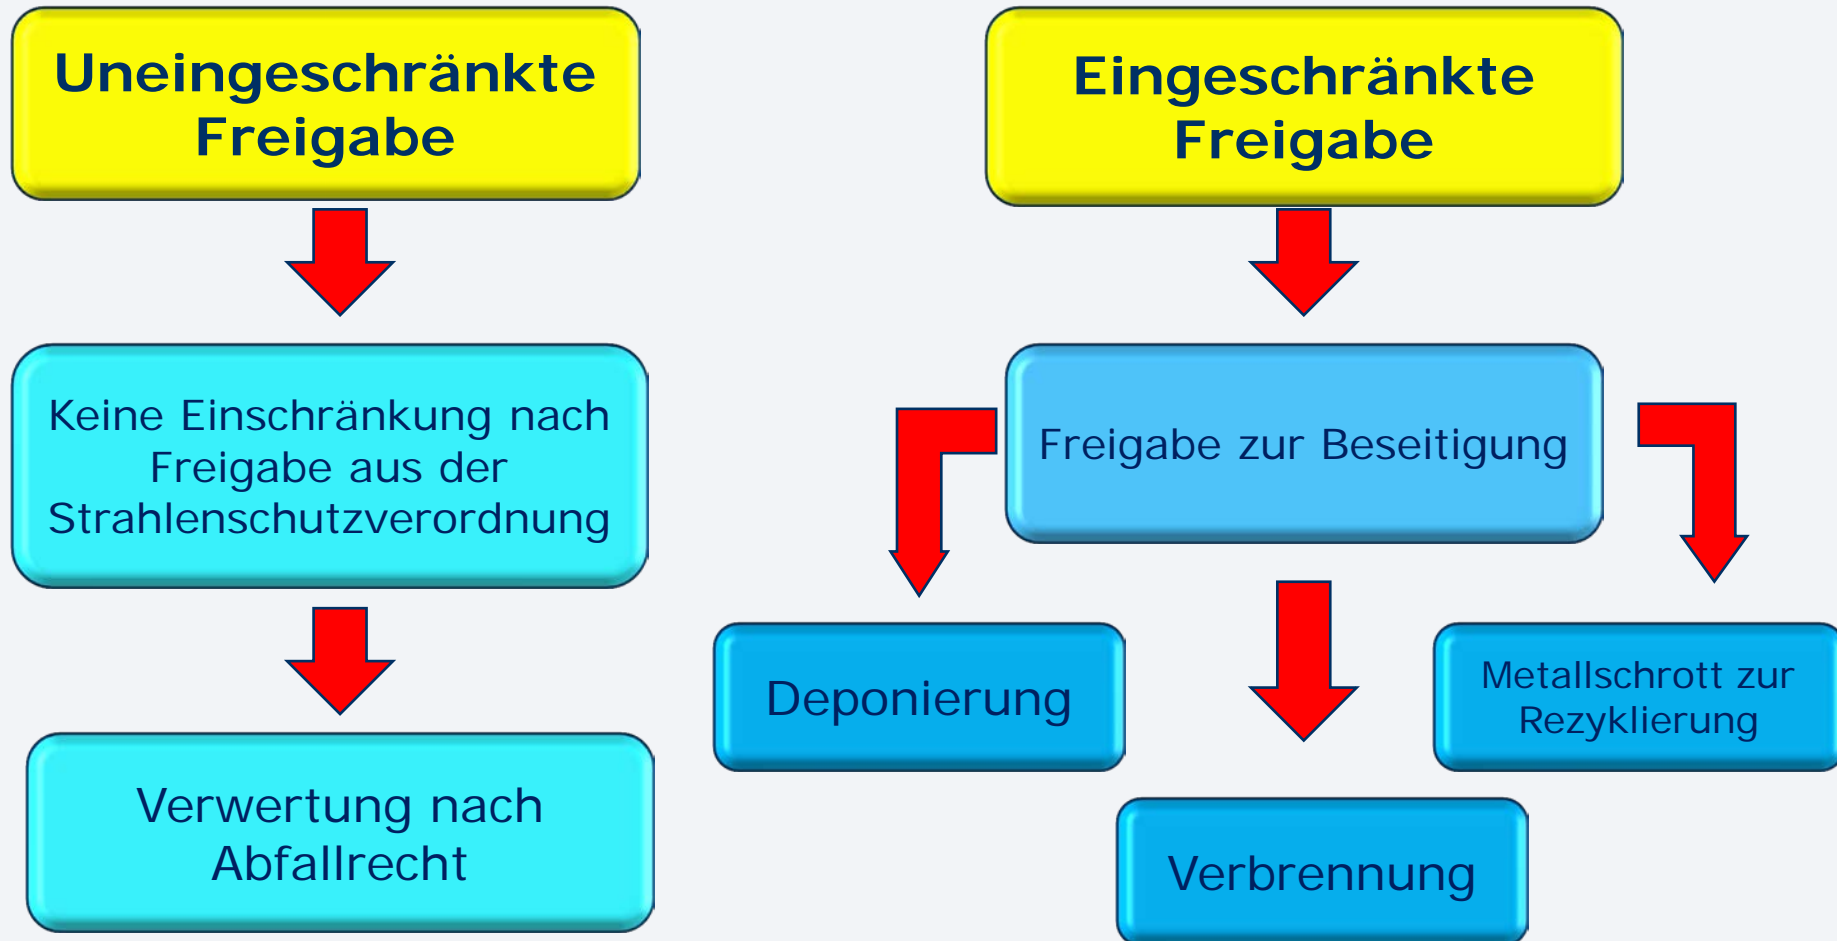 Uneingeschränkte
Freigabe
Keine Einschränkung nach
Freigabe aus der
Strahlenschutzverordnung
Verwertung nach
Abfallrecht
Eingeschränkte
Freigabe
Freigabe zur Beseitigung
Deponierung
Verbrennung
Metallschrott zur
Rezyklierung